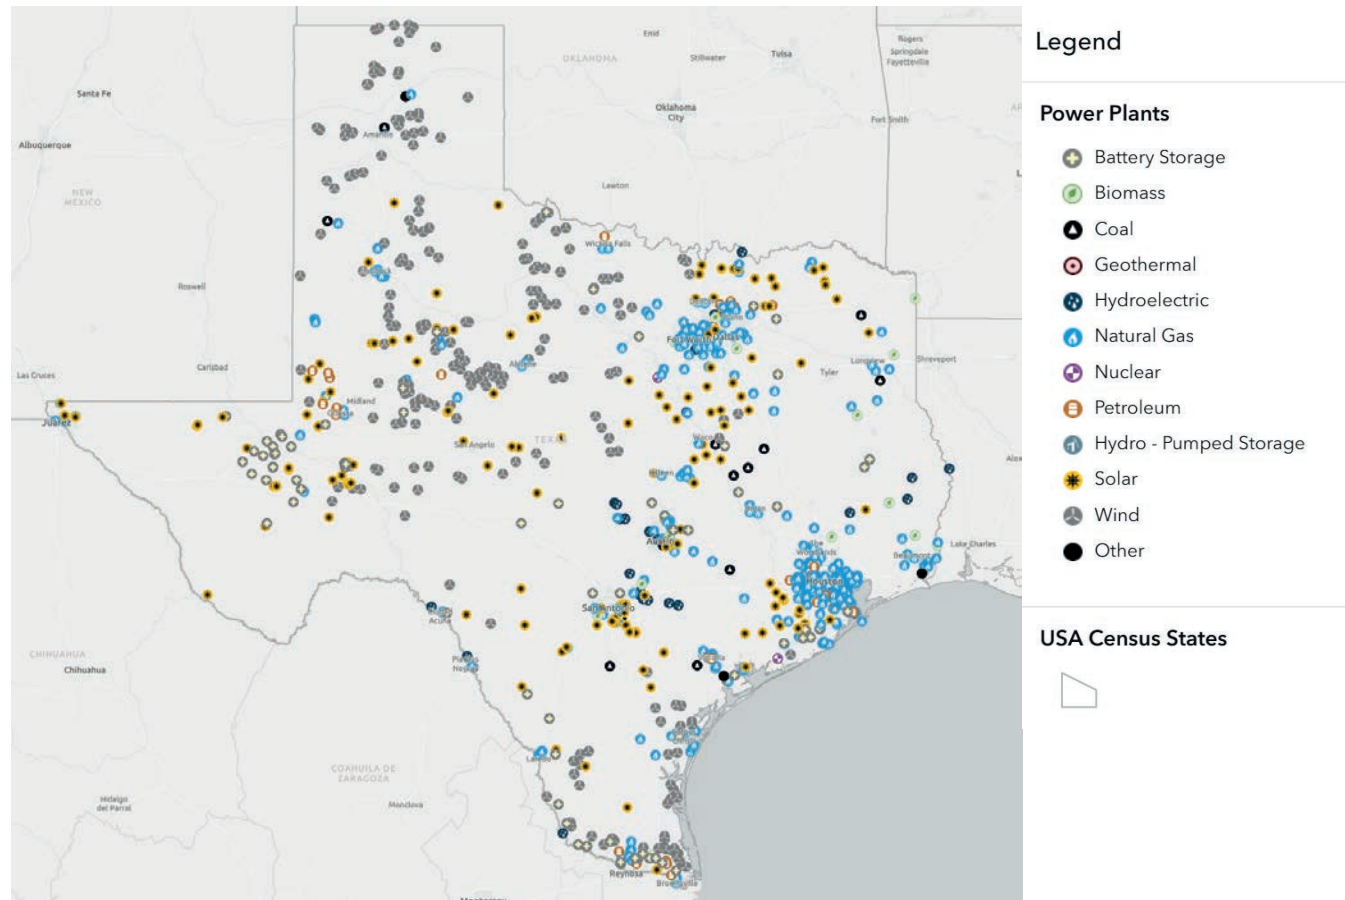 Legend
Power Plants
Battery Storage
Biomass
Coal
Geothermal
Hydroelectric
Natural Gas
Nuclear
Petroleum
Hydro - Pumped Storage
Solar
Wind
Other
USA Census States
Enid
OKLAHOMA
Stillwater
Tulsa
Rogers
Springdale
Fayetteville
Santa Fe
Oklahoma
City
Fort Smith
Amarillo
Albuquerque
NEW
MEXICO
Lawton
Wichita Falls
Roswell
Fort Worth
Dallas
Carlsbad
Las Cruces
Abilene
Longview
Shreveport
Tyler
Midland
Odessa
Juárez
San Angelo
TEXAS
Waco
Killeen
Bryan
Austin
The
Woodlands
Beaumont
Lake Charles
Houston
San Antonio
Acuña
CHIHUAHUA
Chihuahua
Piedras
Negras
Laredo
COAHUILA DE
ZARAGOZA
Hidalgo
del Parral
Monclova
Reynosa
Brownsville